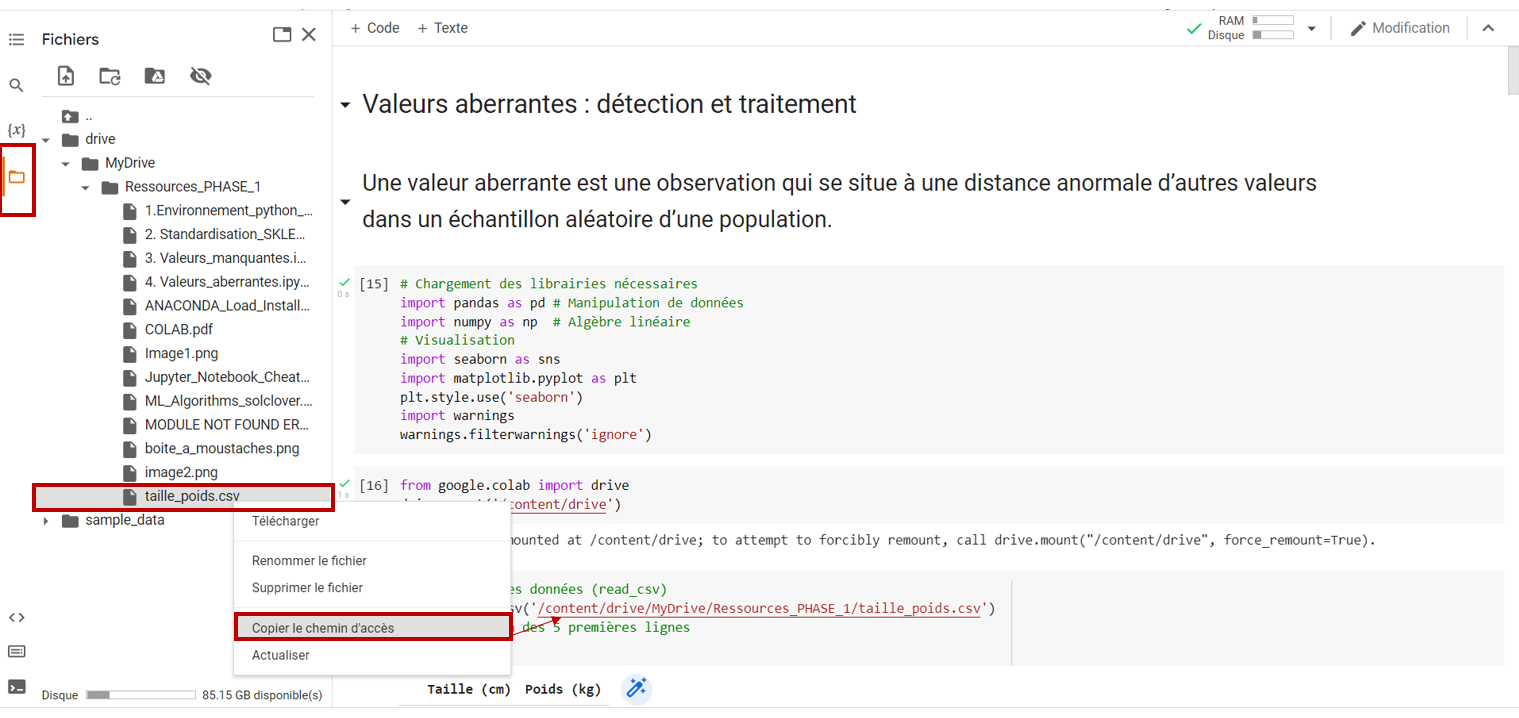 Fichiers
..
drive
MyDrive
Ressources_PHASE_1
1.Environnement_python_...
2. Standardisation_SKLE...
3. Valeurs_manquantes.i...
4. Valeurs_aberrantes.ipy...
ANACONDA_Load_Install...
COLAB.pdf
Image1.png
Jupyter_Notebook_Cheat...
ML_Algorithms_solclover....
MODULE NOT FOUND ER...
boite_a_moustaches.png
image2.png
taille_poids.csv
sample_data
{x}
Disque
85.15 GB disponible(s)
Télécharger
Renommer le fichier
Supprimer le fichier
Copier le chemin d'accès
Actualiser
+ Code + Texte
RAM
Disque
Modification
Valeurs aberrantes : détection et traitement
Une valeur aberrante est une observation qui se situe à une distance anormale d’autres valeurs
dans un échantillon aléatoire d’une population.
0 s
[15] # Chargement des librairies nécessaires
import pandas as pd # Manipulation de données
import numpy as np # Algèbre linéaire
# Visualisation
import seaborn as sns
import matplotlib.pyplot as plt
plt.style.use('seaborn')
import warnings
warnings.filterwarnings('ignore')
1 s
[16] from google.colab import drive
'/content/drive')
mounted at /content/drive; to attempt to forcibly remount, call drive.mount("/content/drive", force_remount=True).
es données (read_csv)
sv('/content/drive/MyDrive/Ressources_PHASE_1/taille_poids.csv')
des 5 premières lignes
Taille (cm) Poids (kg)